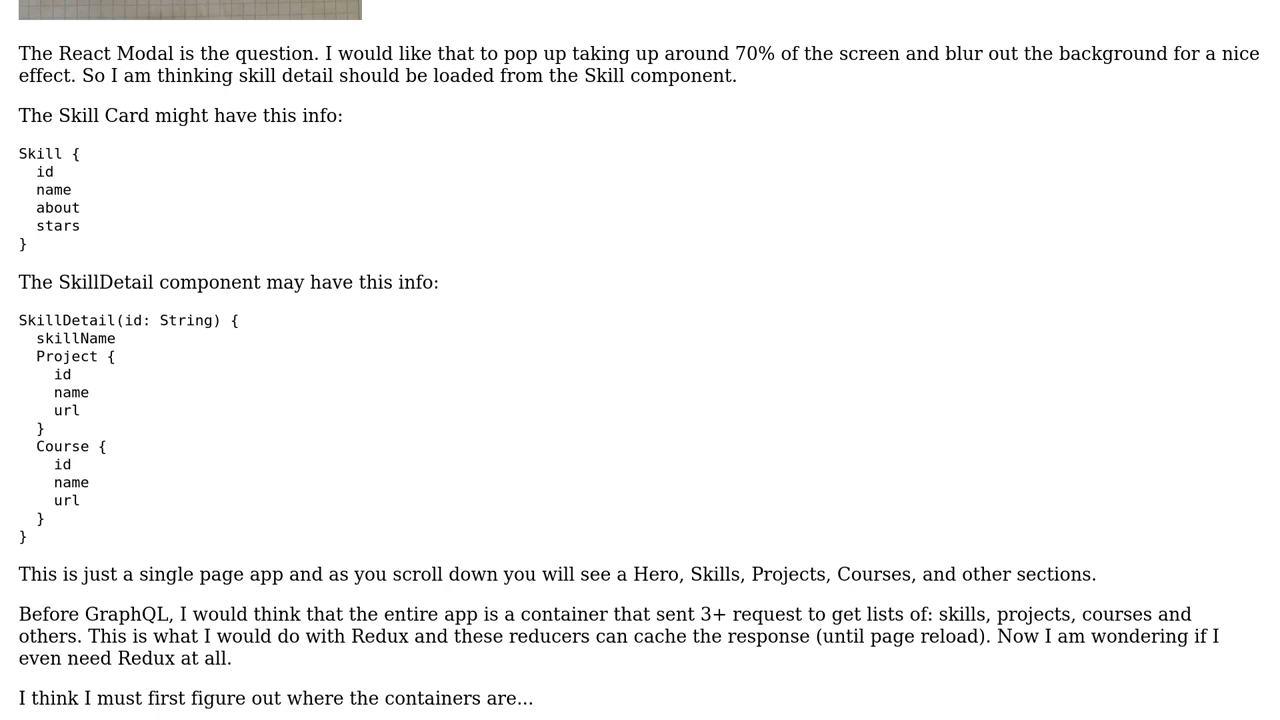 The React Modal is the question. I would like that to pop up taking up around 70% of the screen and blur out the background for a nice
effect. So I am thinking skill detail should be loaded from the Skill component.
The Skill Card might have this info:
Skill {
  id
  name
  about
  stars
}
The SkillDetail component may have this info:
SkillDetail(id: String) {
  skillName
  Project {
    id
    name
    url
  }
  Course {
    id
    name
    url
  }
}
This is just a single page app and as you scroll down you will see a Hero, Skills, Projects, Courses, and other sections.
Before GraphQL, I would think that the entire app is a container that sent 3+ request to get lists of: skills, projects, courses and
others. This is what I would do with Redux and these reducers can cache the response (until page reload). Now I am wondering if I
even need Redux at all.
I think I must first figure out where the containers are...